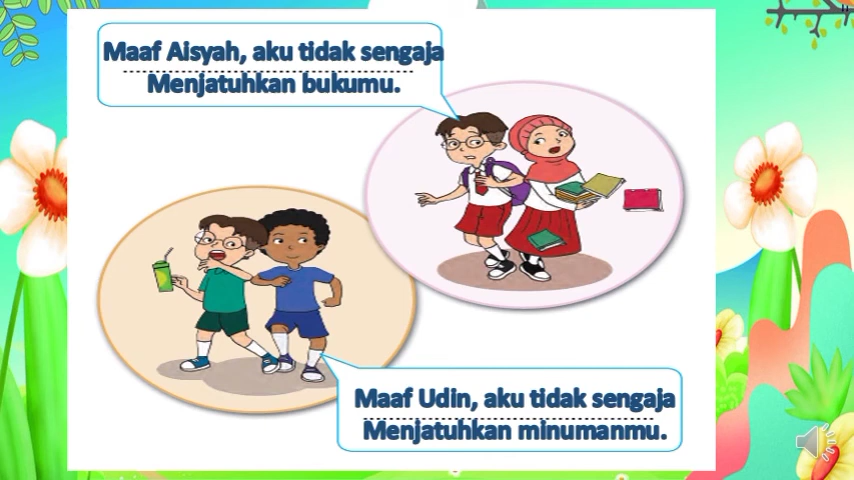 Maaf Aisyah, aku tidak sengaja
Menjatuhkan bukumu.
Maaf Udin, aku tidak sengaja
Menjatuhkan minumanmu.